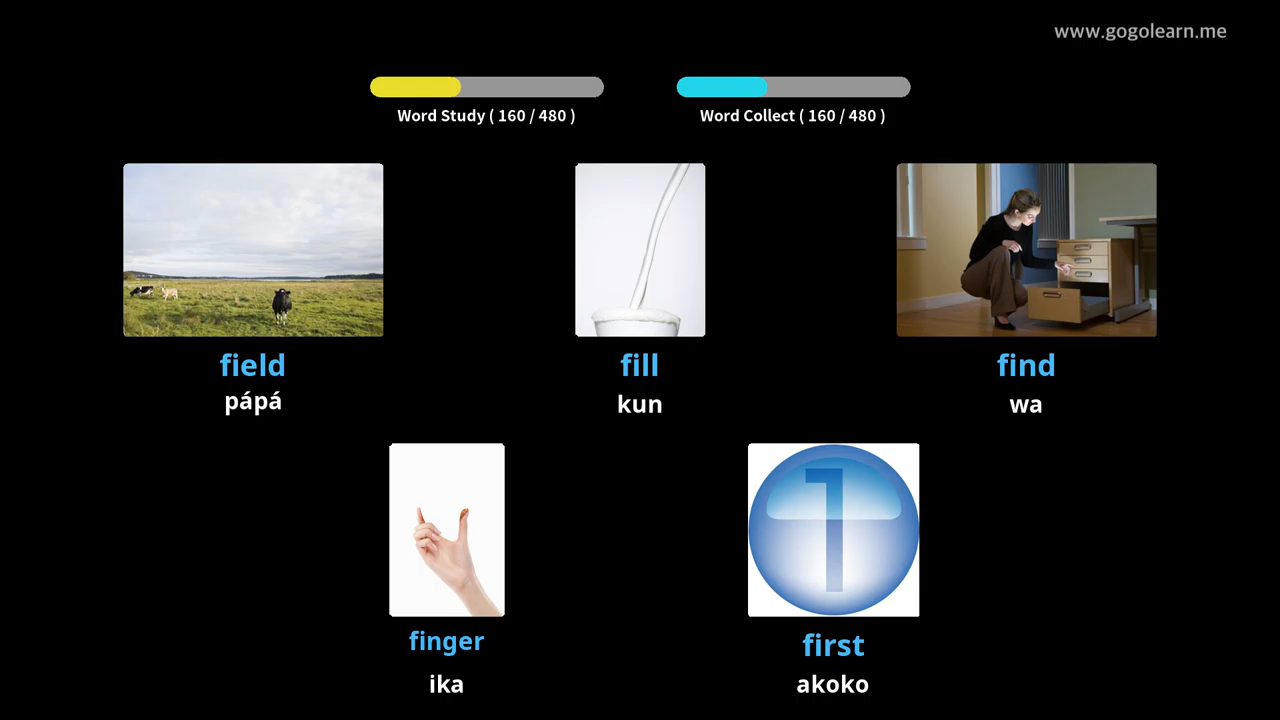 www.gogolearn.me
Word Study ( 160 / 480 )
Word Collect ( 160 / 480 )
field
pápá
fill
kun
find
wa
1
finger
ika
first
akoko